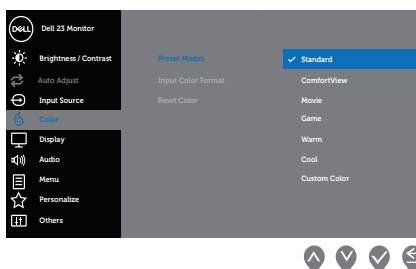 DELL
Dell 23 Monitor
Brightness / Contrast
Auto Adjust
Input Source
Color
Display
Audio
Menu
Personalize
Others
Preset Modes
Input Color Format
Reset Color
Standard
ComfortView
Movie
Game
Warm
Cool
Custom Color